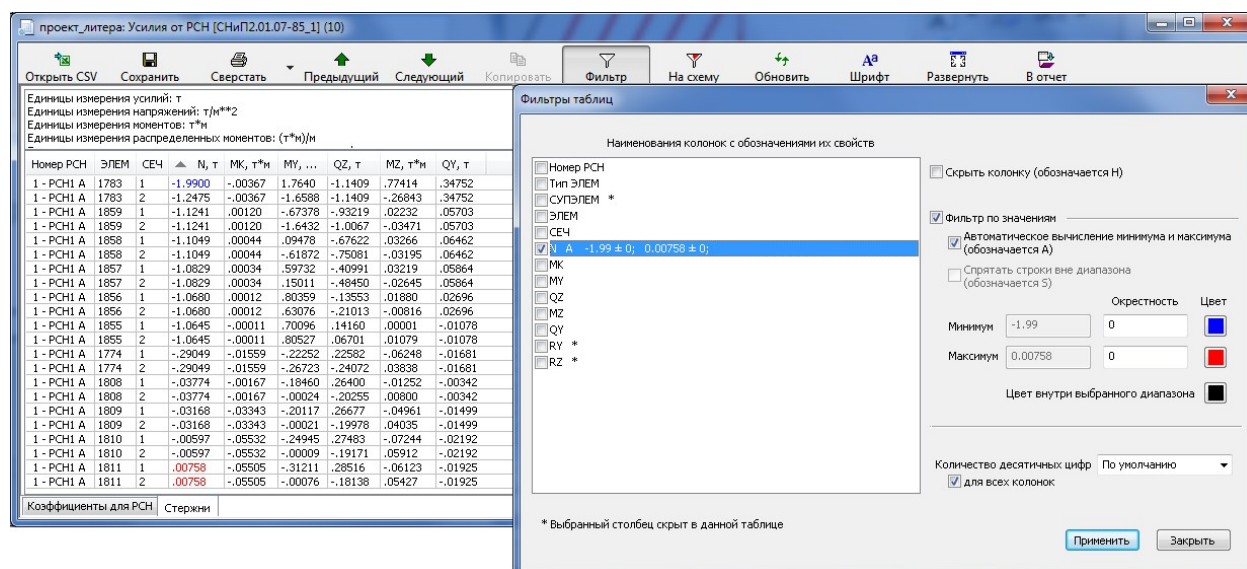 проект_литера: Усилия от РСН [СНиП2.01.07-85_1] (10)
Открыть CSV Сохранить Сверстать Предыдущий Следующий Копировать Фильтр На схему Обновить Шрифт Развернуть В отчет
Единицы измерения усилий: т
Единицы измерения напряжений: т/м**2
Единицы измерения моментов: т*м
Единицы измерения распределенных моментов: (т*м)/м
Номер РСН ЭЛЕМ СЕЧ N, т МК, т*м MY, ... QZ, т MZ, т*м QY, т
1 - РСН1 А 1783 1 -1.9900 -.00367 1.7640 -1.1409 .77414 .34752
1 - РСН1 А 1783 2 -1.2475 -.00367 -1.6588 -1.1409 -.26843 .34752
1 - РСН1 А 1859 1 -1.1241 .00120 -.67378 -.93219 .02232 .05703
1 - РСН1 А 1859 2 -1.1241 .00120 -1.6432 -1.0067 -.03471 .05703
1 - РСН1 А 1858 1 -1.1049 .00044 .09478 -.67622 .03266 .06462
1 - РСН1 А 1858 2 -1.1049 .00044 -.61872 -.75081 -.03195 .06462
1 - РСН1 А 1857 1 -1.0829 .00034 .59732 -.40991 .03219 .05864
1 - РСН1 А 1857 2 -1.0829 .00034 .15011 -.48450 -.02645 .05864
1 - РСН1 А 1856 1 -1.0680 .00012 .80359 -.13553 .01880 .02696
1 - РСН1 А 1856 2 -1.0680 .00012 .63076 -.21013 -.00816 .02696
1 - РСН1 А 1855 1 -1.0645 -.00011 .70096 .14160 .00001 -.01078
1 - РСН1 А 1855 2 -1.0645 -.00011 .80527 .06701 .01079 -.01078
1 - РСН1 А 1774 1 -.29049 -.01559 -.22252 .22582 -.06248 -.01681
1 - РСН1 А 1774 2 -.29049 -.01559 -.26723 -.24072 .03838 -.01681
1 - РСН1 А 1808 1 -.03774 -.00167 -.18460 .26400 -.01252 -.00342
1 - РСН1 А 1808 2 -.03774 -.00167 -.00024 -.20255 .00800 -.00342
1 - РСН1 А 1809 1 -.03168 -.03343 -.20117 .26677 -.04961 -.01499
1 - РСН1 А 1809 2 -.03168 -.03343 -.00021 -.19978 .04035 -.01499
1 - РСН1 А 1810 1 -.00597 -.05532 -.24945 .27483 -.07244 -.02192
1 - РСН1 А 1810 2 -.00597 -.05532 -.00009 -.19171 .05912 -.02192
1 - РСН1 А 1811 1 .00758 -.05505 -.31211 .28516 -.06123 -.01925
1 - РСН1 А 1811 2 .00758 -.05505 -.00076 -.18138 .05427 -.01925
Коэффициенты для РСН Стержни
Фильтры таблиц
Наименования колонок с обозначениями их свойств
Номер РСН
Тип ЭЛЕМ
СУПЭЛЕМ *
ЭЛЕМ
СЕЧ
N A -1.99 ± 0; 0.00758 ± 0;
МК
MY
QZ
MZ
QY
RY *
RZ *
* Выбранный столбец скрыт в данной таблице
Скрыть колонку (обозначается H)
Фильтр по значениям
Автоматическое вычисление минимума и максимума
(обозначается A)
Спрятать строки вне диапазона
(обозначается S)
Окрестность Цвет
Минимум -1.99 0
Максимум 0.00758 0
Цвет внутри выбранного диапазона
Количество десятичных цифр По умолчанию
для всех колонок
Применить Закрыть